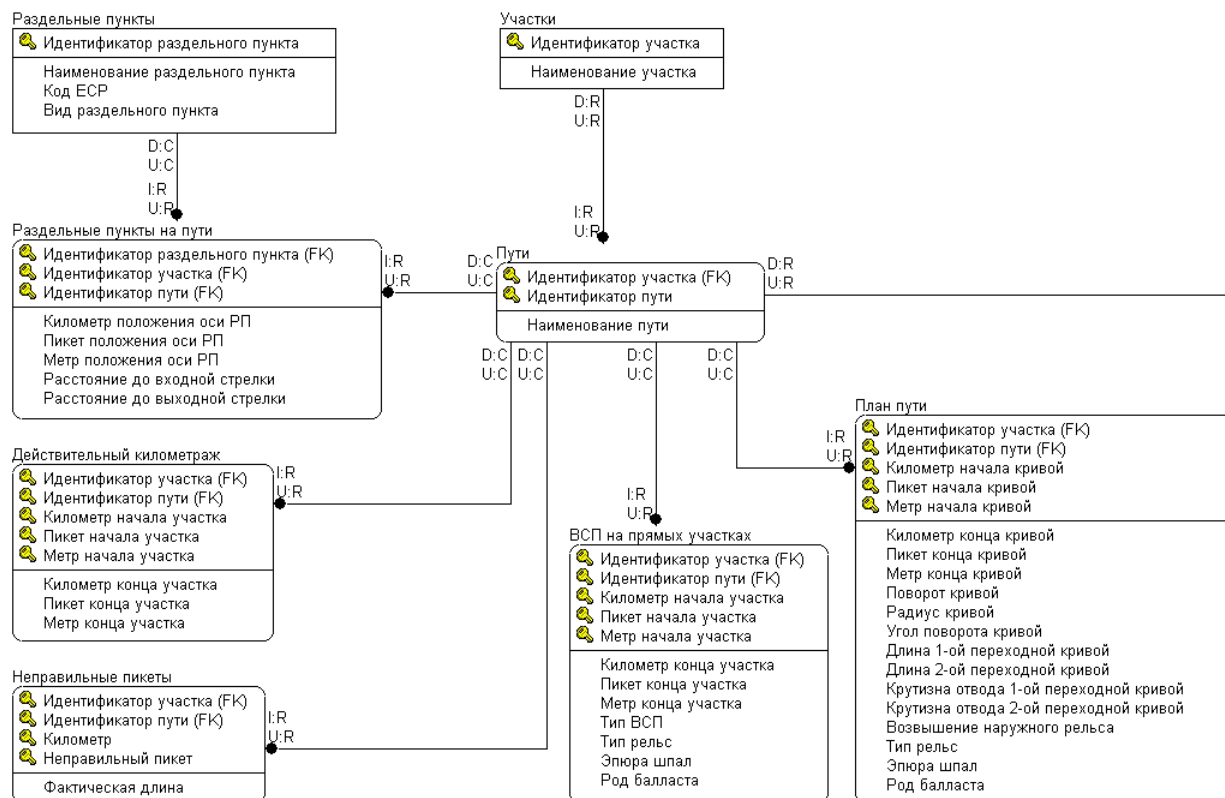 Раздельные пункты
Идентификатор раздельного пункта
Наименование раздельного пункта
Код ЕСР
Вид раздельного пункта
D:C
U:C
I:R
U:R
Участки
Идентификатор участка
Наименование участка
D:R
U:R
I:R
U:R
Раздельные пункты на пути
Идентификатор раздельного пункта (FK)
Идентификатор участка (FK)
Идентификатор пути (FK)
Километр положения оси РП
Пикет положения оси РП
Метр положения оси РП
Расстояние до входной стрелки
Расстояние до выходной стрелки
I:R
U:R
D:C
U:C
Пути
Идентификатор участка (FK)
Идентификатор пути
Наименование пути
D:R
U:R
D:C
U:C
D:C
U:C
D:C
U:C
D:C
U:C
Действительный километраж
Идентификатор участка (FK)
Идентификатор пути (FK)
Километр начала участка
Пикет начала участка
Метр начала участка
Километр конца участка
Пикет конца участка
Метр конца участка
I:R
U:R
Неправильные пикеты
Идентификатор участка (FK)
Идентификатор пути (FK)
Километр
Неправильный пикет
Фактическая длина
I:R
U:R
I:R
U:R
ВСП на прямых участках
Идентификатор участка (FK)
Идентификатор пути (FK)
Километр начала участка
Пикет начала участка
Метр начала участка
Километр конца участка
Пикет конца участка
Метр конца участка
Тип ВСП
Тип рельс
Эпюра шпал
Род балласта
I:R
U:R
План пути
Идентификатор участка (FK)
Идентификатор пути (FK)
Километр начала кривой
Пикет начала кривой
Метр начала кривой
Километр конца кривой
Пикет конца кривой
Метр конца кривой
Поворот кривой
Радиус кривой
Угол поворота кривой
Длина 1-ой переходной кривой
Длина 2-ой переходной кривой
Крутизна отвода 1-ой переходной кривой
Крутизна отвода 2-ой переходной кривой
Возвышение наружного рельса
Тип рельс
Эпюра шпал
Род балласта